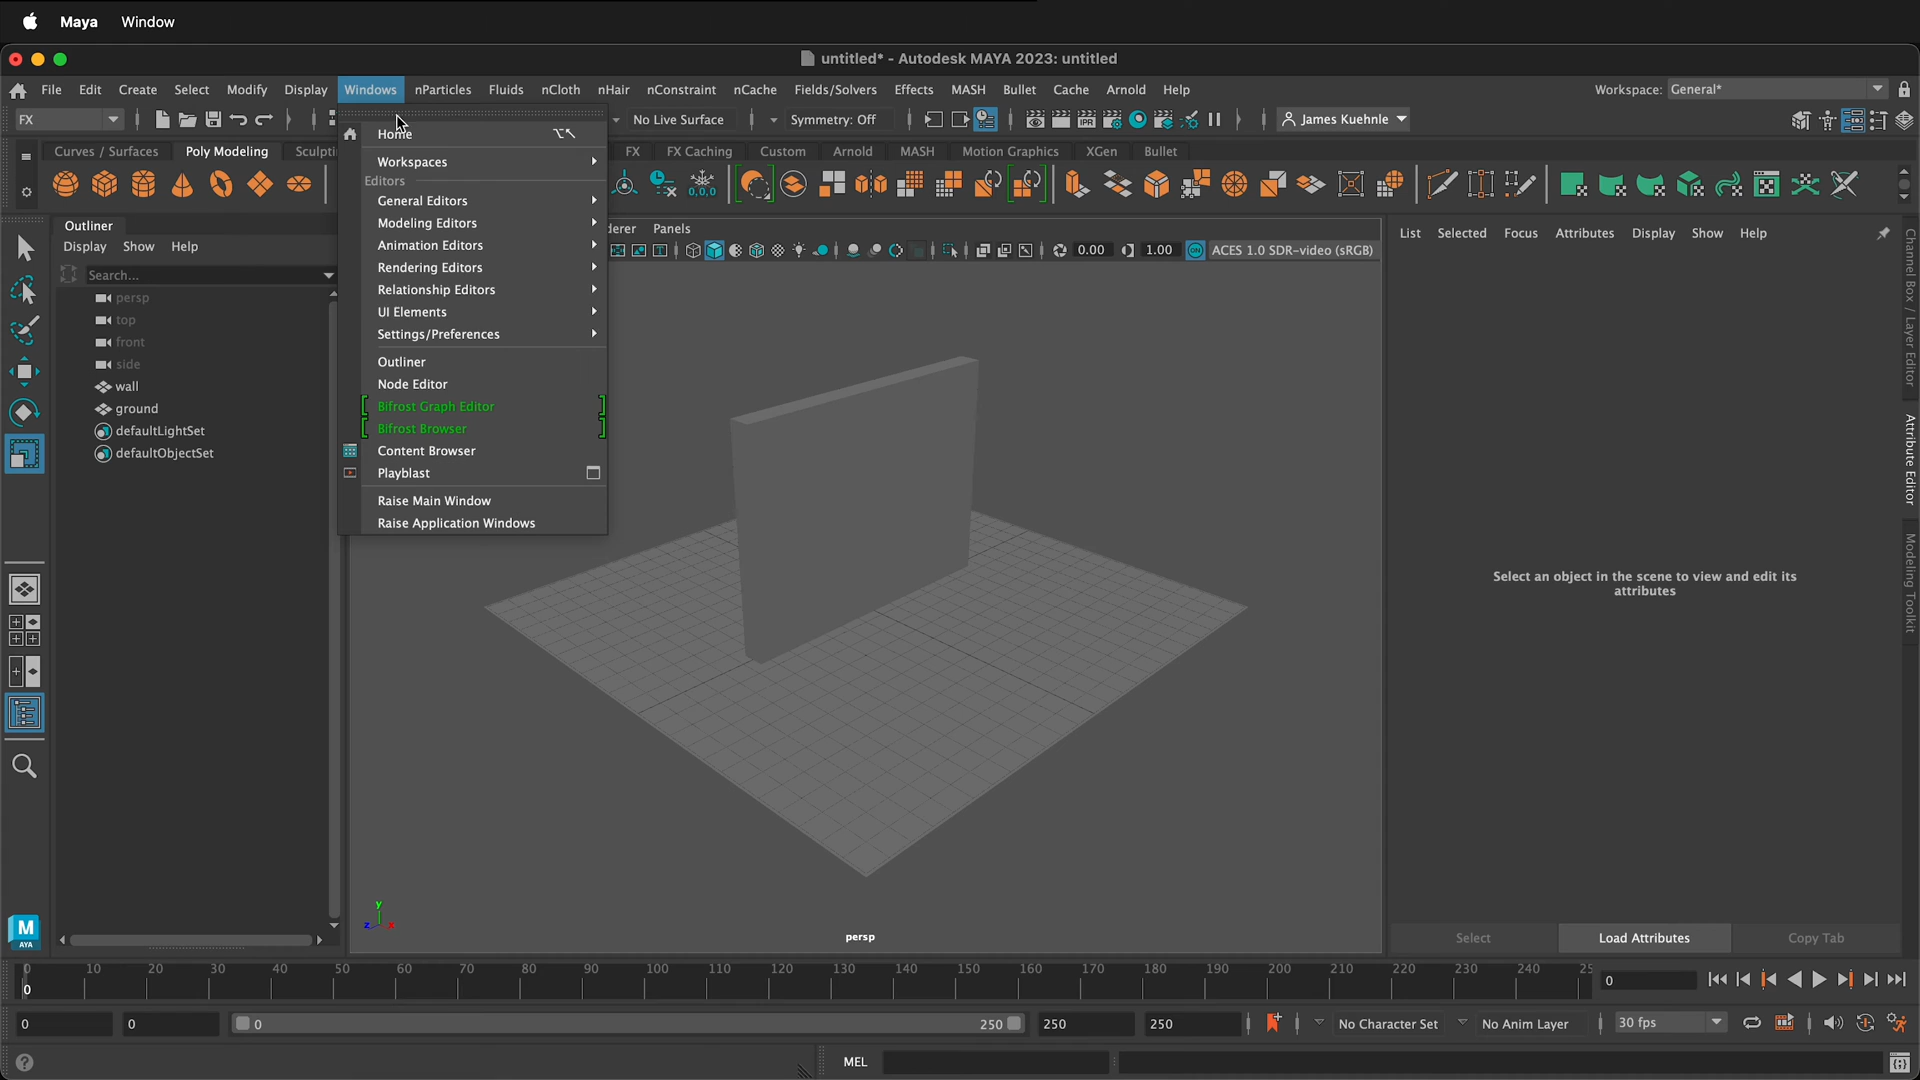 Maya Window
untitled* - Autodesk MAYA 2023: untitled
File Edit Create Select Modify Display Windows nParticles Fluids nCloth nHair nConstraint nCache Fields/Solvers Effects MASH Bullet Cache Arnold Help Workspace: General*
FX No Live Surface Symmetry: Off James Kuehnle
Curves / Surfaces Poly Modeling Sculpti FX FX Caching Custom Arnold MASH Motion Graphics XGen Bullet
0,0,0
Home
Workspaces
Editors
General Editors
Modeling Editors
Animation Editors
Rendering Editors
Relationship Editors
UI Elements
Settings/Preferences
Outliner
Node Editor
Bifrost Graph Editor
Bifrost Browser
Content Browser
Playblast
Raise Main Window
Raise Application Windows
Outliner
Display Show Help
Search...
persp
top
front
side
wall
ground
defaultLightSet
defaultObjectSet
derer Panels
0.00 1.00 ON ACES 1.0 SDR-video (sRGB)
List Selected Focus Attributes Display Show Help
Channel Box / Layer Editor
Attribute Editor
Modeling Toolkit
Select an object in the scene to view and edit its
attributes
y
z x
persp
M
AYA
Select Load Attributes Copy Tab
0 10 20 30 40 50 60 70 80 90 100 110 120 130 140 150 160 170 180 190 200 210 220 230 240 25
0
0
0 0 0 250 250 250 No Character Set No Anim Layer 30 fps
MEL